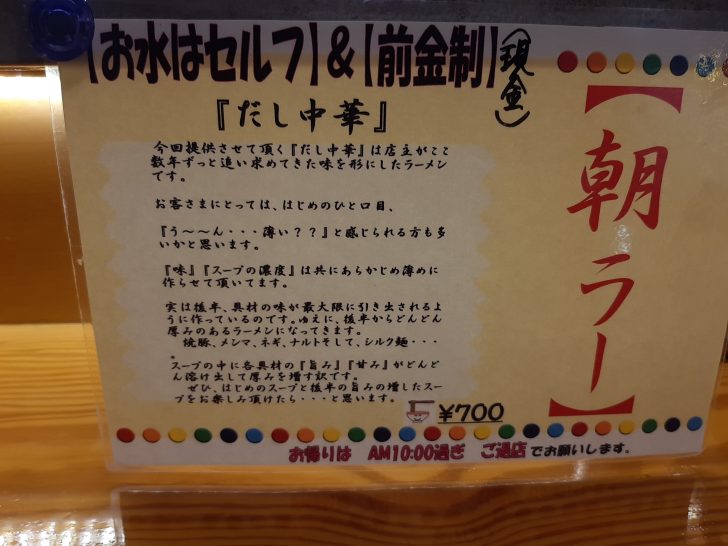 【お水はセルフ】&【前金制】(現金)
【朝ラー】
『だし中華』
今回提供させて頂く『だし中華』は店主がここ
数年ずっと追い求めてきた味を形にしたラーメン
です。
お客さまにとっては、はじめのひと口目、
『う〜〜ん・・・薄い??』と感じられる方も多
いかと思います。
『味』『スープの濃度』は共にあらかじめ薄めに
作らせて頂いてます。
実は後半、具材の味が最大限に引き出されるよ
うに作っているのです。ゆえに、後半からどんどん
厚みのあるラーメンになってきます。
焼豚、メンマ、ネギ、ナルトそして、シルク麺・・・
。
スープの中に各具材の『旨み』『甘み』がどんど
ん溶け出して厚みを増す訳です。
ぜひ、はじめのスープと後半の旨みの増したスー
プをお楽しみ頂けたら・・・と思います。
¥700
お帰りは AM10:00過ぎ ご退店でお願いします。